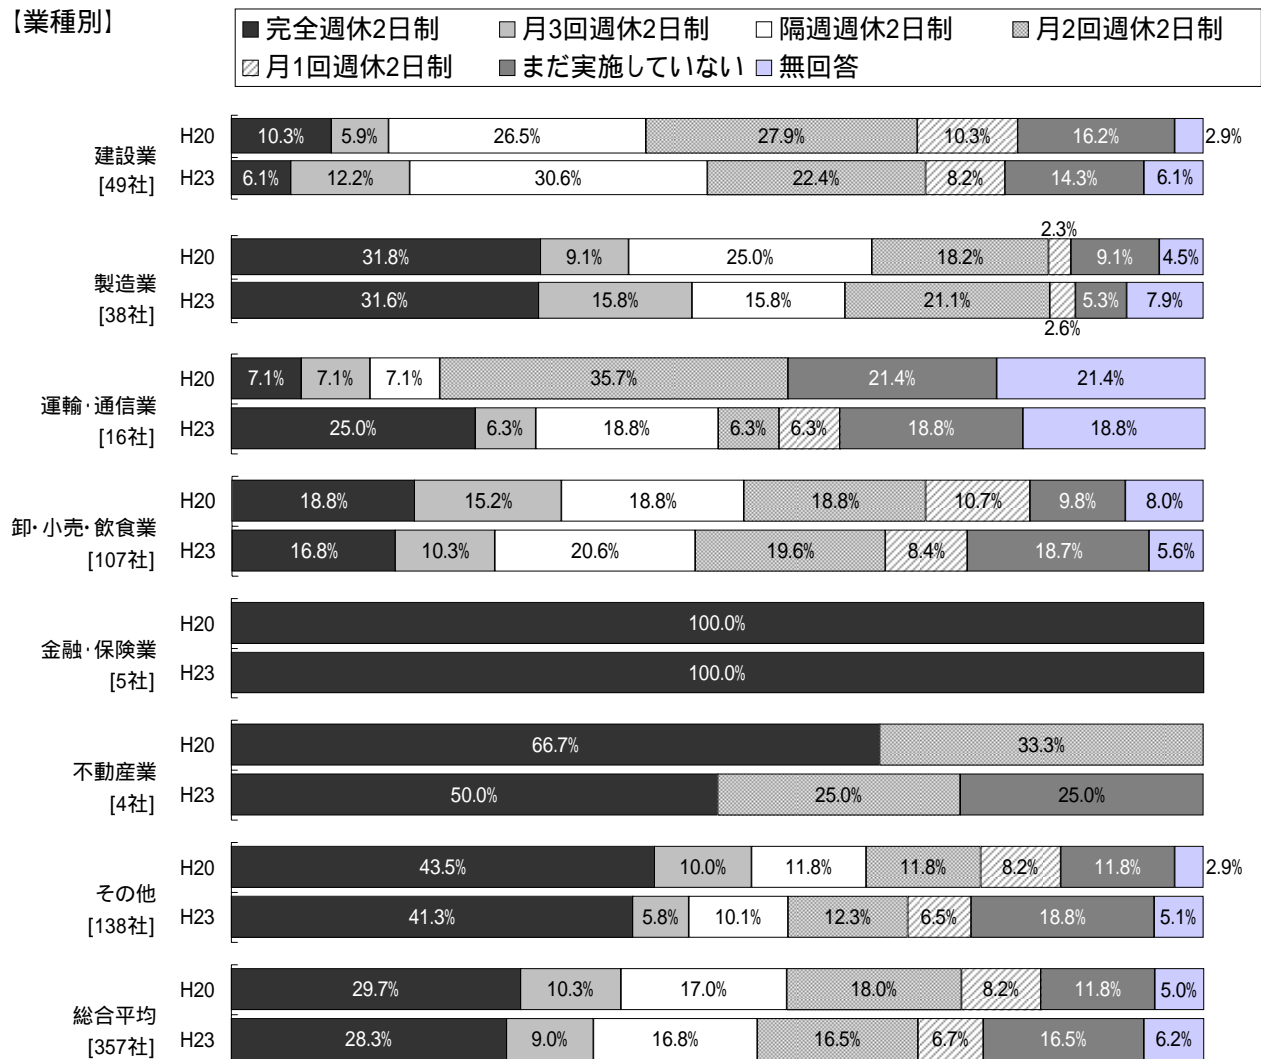 【業種別】
完全週休2日制 月3回週休2日制 隔週週休2日制 月2回週休2日制
月1回週休2日制 まだ実施していない 無回答
建設業
[49社]
H20 10.3% 5.9% 26.5% 27.9% 10.3% 16.2% 2.9%
H23 6.1% 12.2% 30.6% 22.4% 8.2% 14.3% 6.1%
製造業
[38社]
H20 31.8% 9.1% 25.0% 18.2% 2.3% 9.1% 4.5%
H23 31.6% 15.8% 15.8% 21.1% 2.6% 5.3% 7.9%
運輸・通信業
[16社]
H20 7.1% 7.1% 7.1% 35.7% 21.4% 21.4%
H23 25.0% 6.3% 18.8% 6.3% 6.3% 18.8% 18.8%
卸・小売・飲食業
[107社]
H20 18.8% 15.2% 18.8% 18.8% 10.7% 9.8% 8.0%
H23 16.8% 10.3% 20.6% 19.6% 8.4% 18.7% 5.6%
金融・保険業
[5社]
H20 100.0%
H23 100.0%
不動産業
[4社]
H20 66.7% 33.3%
H23 50.0% 25.0% 25.0%
その他
[138社]
H20 43.5% 10.0% 11.8% 11.8% 8.2% 11.8% 2.9%
H23 41.3% 5.8% 10.1% 12.3% 6.5% 18.8% 5.1%
総合平均
[357社]
H20 29.7% 10.3% 17.0% 18.0% 8.2% 11.8% 5.0%
H23 28.3% 9.0% 16.8% 16.5% 6.7% 16.5% 6.2%